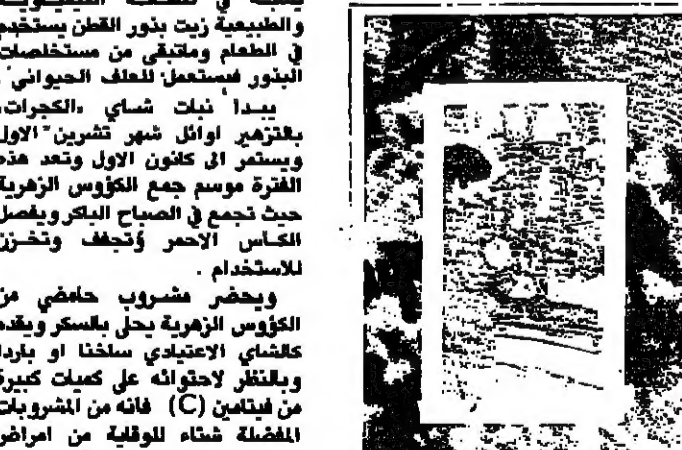 والطبيعية زيت بذور القطن يستخدم
في الطعام وماتبقى من مستخلصات
البذور فيستعمل للعلف الحيواني .
يبدأ نبات شاي «الكجرات»
بالتزهير اوائل شهر تشرين الاول
ويستمر الى كانون الاول وتعد هذه
الفترة موسم جمع الكؤوس الزهرية
حيث تجمع في الصباح الباكر ويفصل
الكأس الاحمر وتجفف وتخزن
للاستخدام .
ويحضر مشروب حامضي من
الكؤوس الزهرية يحلى بالسكر ويقدم
كالشاي الاعتيادي ساخنا او باردا
وبالنظر لاحتوائه على كميات كبيرة
من فيتامين (C) فانه من المشروبات
المفضلة شتاء للوقاية من امراض